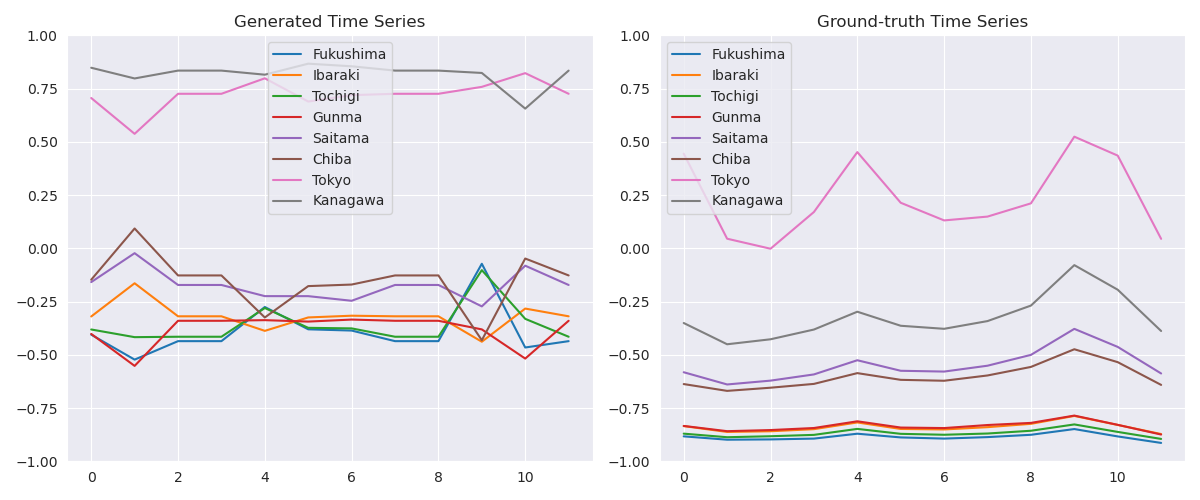 Generated Time Series
1.00
0.75
0.50
0.25
0.00
−0.25
−0.50
−0.75
−1.00
0
2
4
6
8
10
Fukushima
Ibaraki
Tochigi
Gunma
Saitama
Chiba
Tokyo
Kanagawa
Ground-truth Time Series
1.00
0.75
0.50
0.25
0.00
−0.25
−0.50
−0.75
−1.00
0
2
4
6
8
10
Fukushima
Ibaraki
Tochigi
Gunma
Saitama
Chiba
Tokyo
Kanagawa